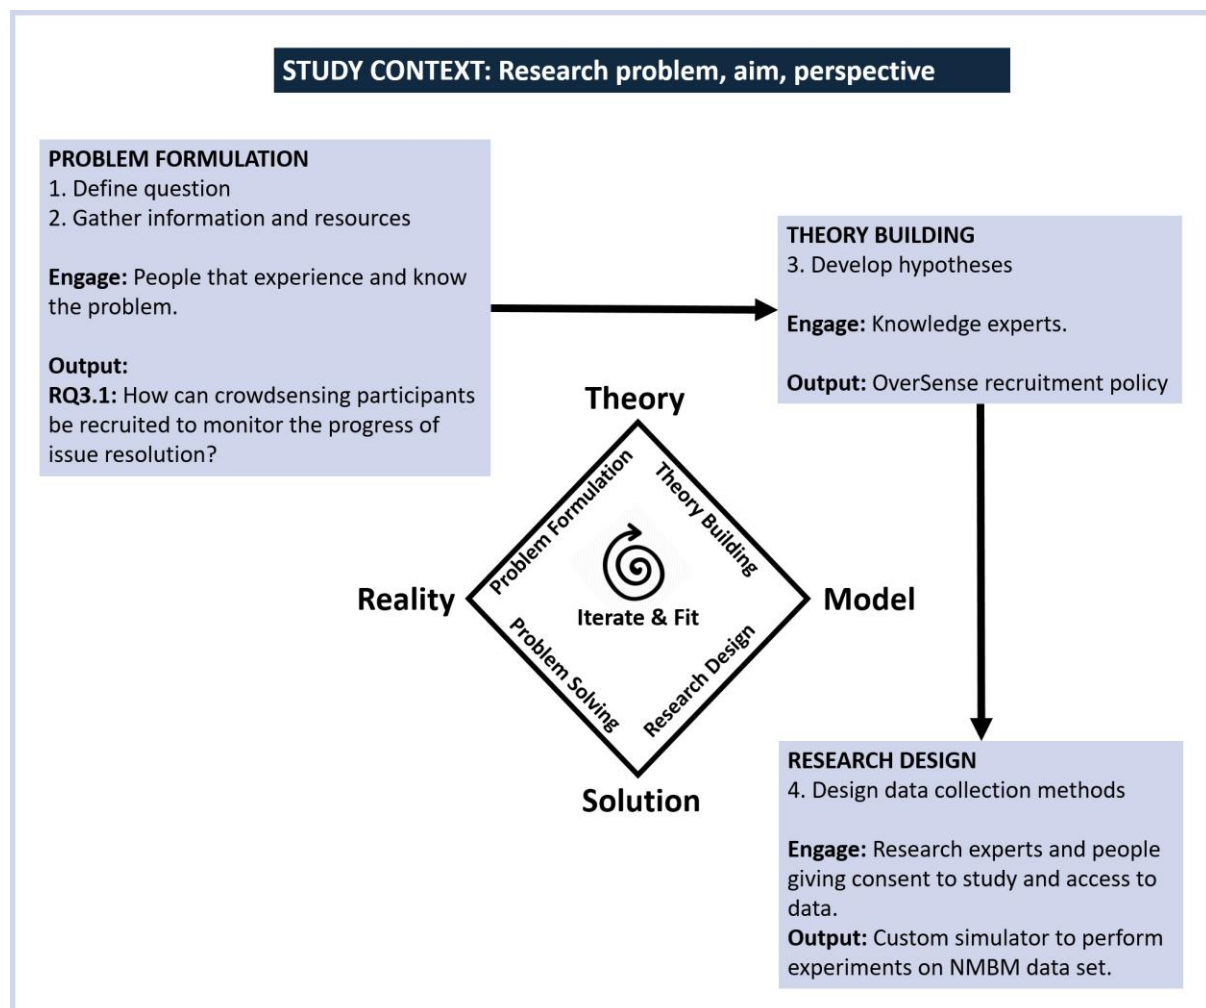 STUDY CONTEXT: Research problem, aim, perspective
PROBLEM FORMULATION
1. Define question
2. Gather information and resources
Engage: People that experience and know
the problem.
Output:
RQ3.1: How can crowdsensing participants
be recruited to monitor the progress of
issue resolution?
THEORY BUILDING
3. Develop hypotheses
Engage: Knowledge experts.
Output: OverSense recruitment policy
Theory
Problem Formulation
Theory Building
Reality
Iterate & Fit
Model
Problem Solving
Research Design
Solution
RESEARCH DESIGN
4. Design data collection methods
Engage: Research experts and people
giving consent to study and access to
data.
Output: Custom simulator to perform
experiments on NMBM data set.